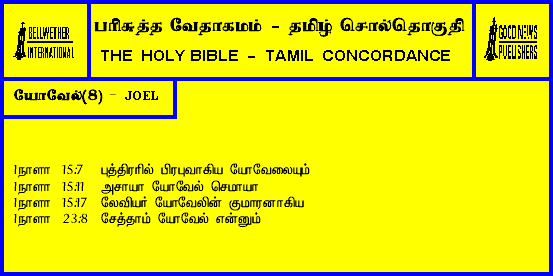 BELLWETHER
INTERNATIONAL
பரிசுத்த வேதாகமம் - தமிழ் சொல்தொகுதி
THE HOLY BIBLE - TAMIL CONCORDANCE
GOOD NEWS
PUBLISHERS
யோவேல்(8) - JOEL
1நாளா 15:7 புத்திரரில் பிரபுவாகிய யோவேலையும்
1நாளா 15:11 அசாயா யோவேல் செமாயா
1நாளா 15:17 லேவியர் யோவேலின் குமாரனாகிய
1நாளா 23:8 சேத்தாம் யோவேல் என்னும்